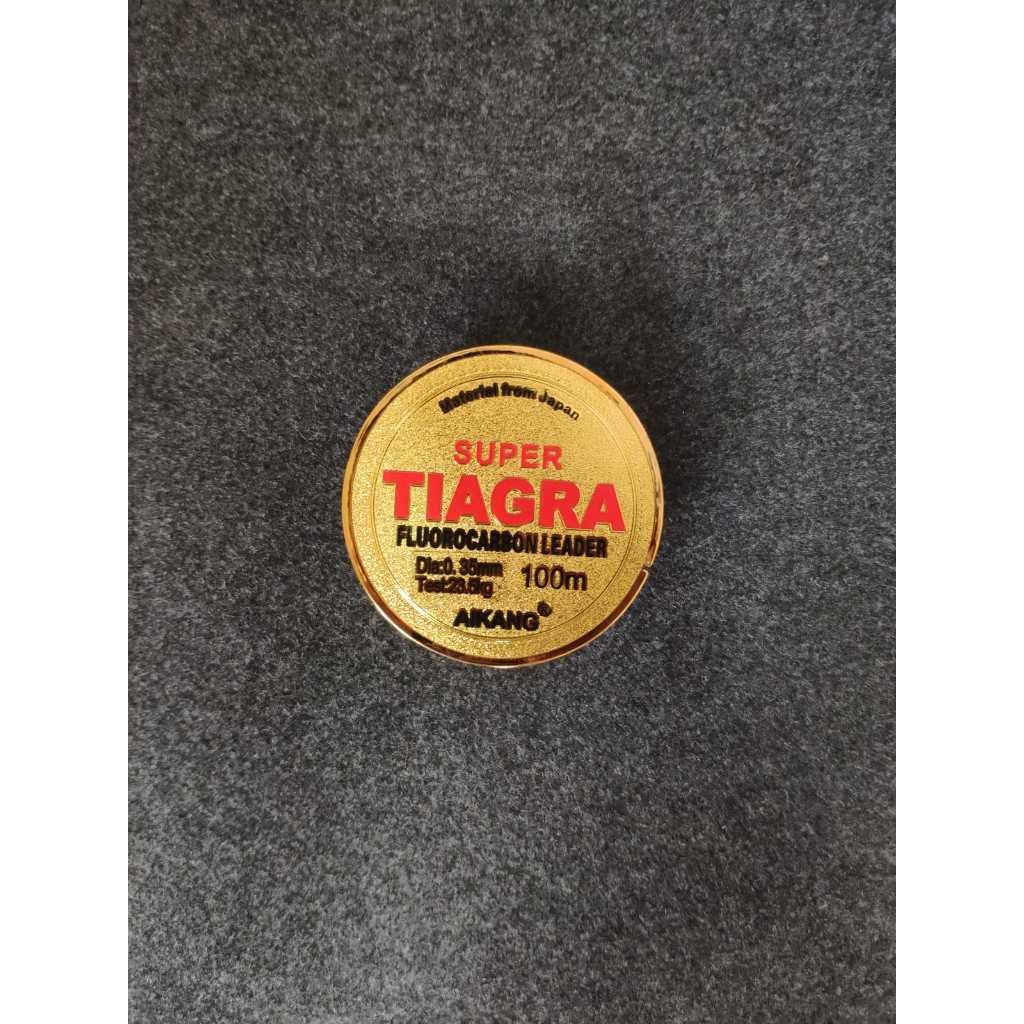 Material from Japan
SUPER
TIAGRA
FLUOROCARBON LEADER
Dia:0.35mm
Test:23.5kg
100m
AIKANG®